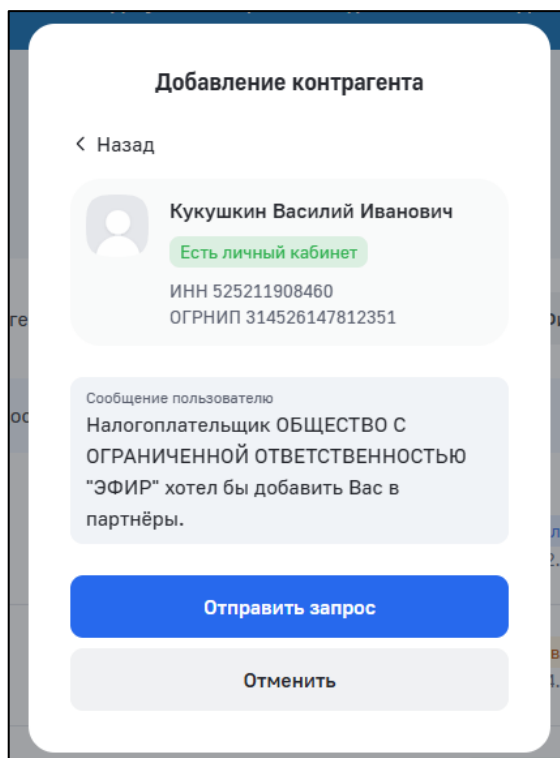 Добавление контрагента
Назад
Кукушкин Василий Иванович
Есть личный кабинет
ИНН 525211908460
ОГРНИП 314526147812351
Сообщение пользователю
Налогоплательщик ОБЩЕСТВО С
ОГРАНИЧЕННОЙ ОТВЕТСТВЕННОСТЬЮ
"ЭФИР" хотел бы добавить Вас в
партнёры.
Отправить запрос
Отменить